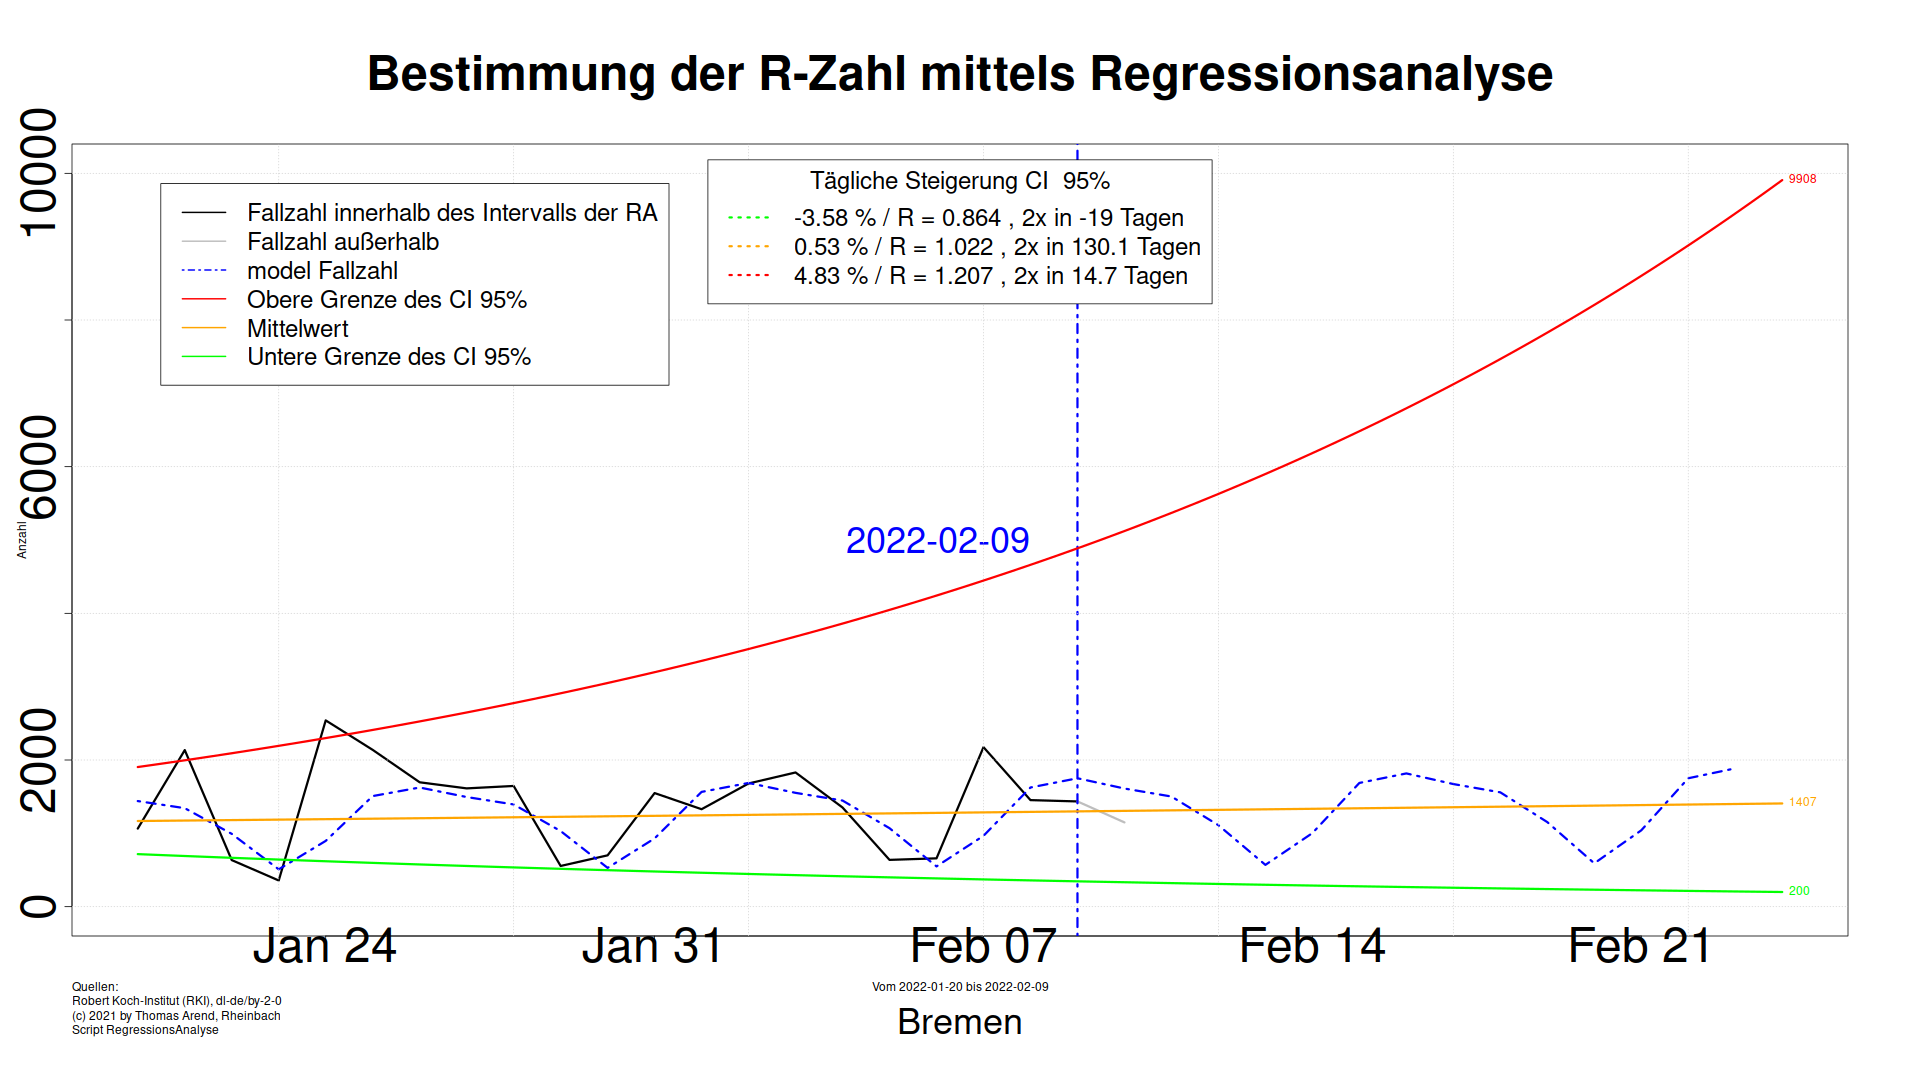 Bestimmung der R-Zahl mittels Regressionsanalyse
10000
6000
2000
0
Anzahl
Fallzahl innerhalb des Intervalls der RA
Fallzahl außerhalb
model Fallzahl
Obere Grenze des CI 95%
Mittelwert
Untere Grenze des CI 95%
Tägliche Steigerung CI  95%
-3.58 % / R = 0.864 , 2x in -19 Tagen
0.53 % / R = 1.022 , 2x in 130.1 Tagen
4.83 % / R = 1.207 , 2x in 14.7 Tagen
9908
2022-02-09
1407
200
Jan 24
Jan 31
Feb 07
Feb 14
Feb 21
Quellen:
Robert Koch-Institut (RKI), dl-de/by-2-0
(c) 2021 by Thomas Arend, Rheinbach
Script RegressionsAnalyse
Vom 2022-01-20 bis 2022-02-09
Bremen